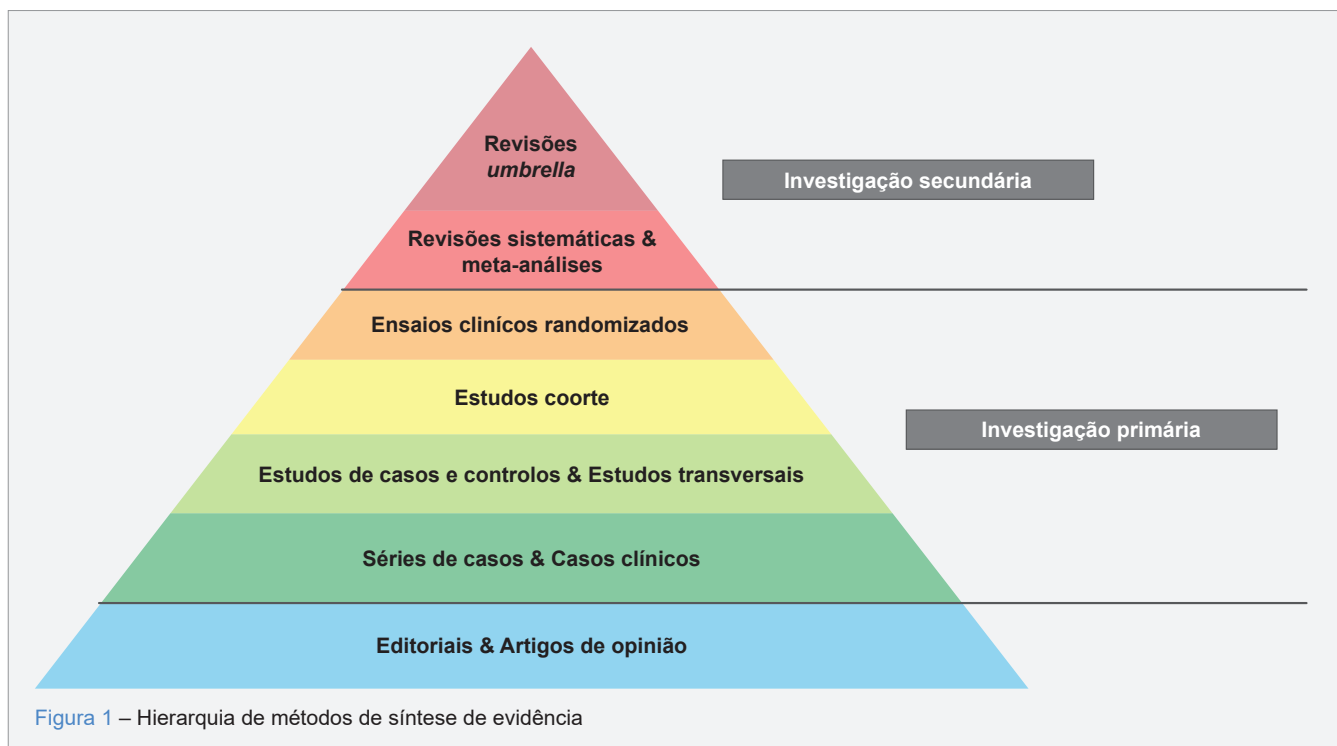 Revisões
umbrella
Investigação secundária
Revisões sistemáticas &
meta-análises
Ensaios clinícos randomizados
Estudos coorte
Investigação primária
Estudos de casos e controlos & Estudos transversais
Séries de casos & Casos clínicos
Editoriais & Artigos de opinião
Figura 1 – Hierarquia de métodos de síntese de evidência